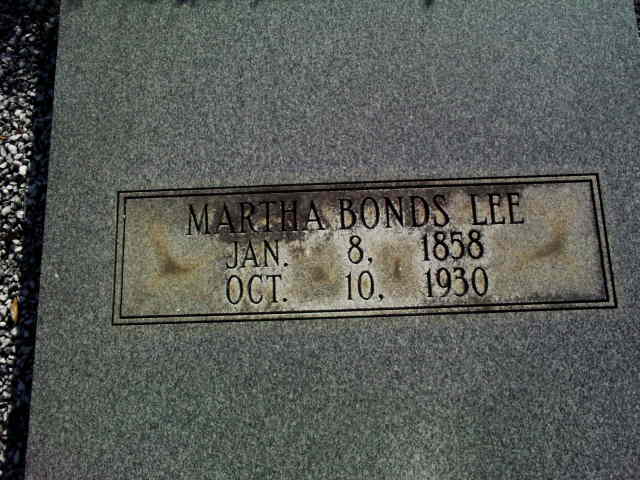 MARTHA BONDS LEE
JAN. 8, 1858
OCT. 10, 1930